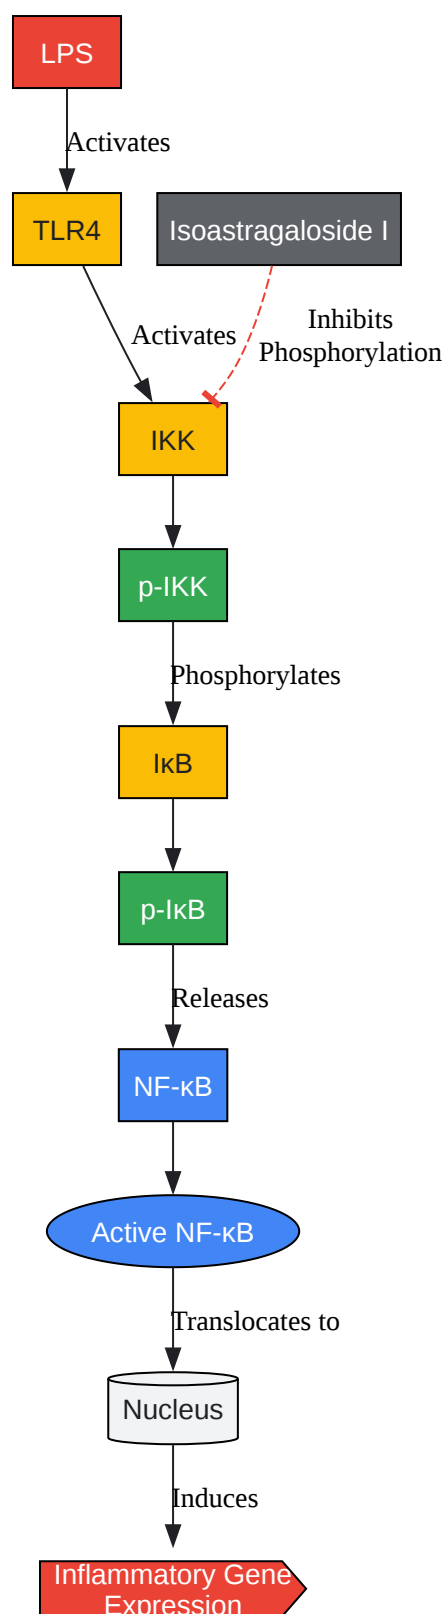 LPS
Activates
TLR4
Isoastragaloside I
Activates
Inhibits
Phosphorylation
IKK
p-IKK
Phosphorylates
IκB
p-IκB
Releases
NF-κB
Active NF-κB
Translocates to
Nucleus
Induces
Inflammatory Gene
Expression